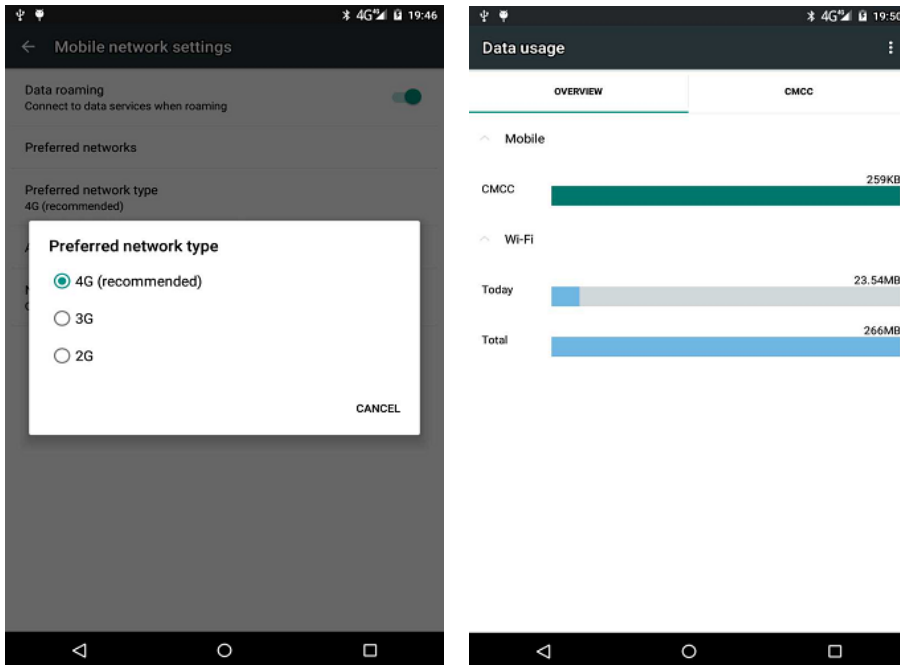 4G 4G 19:46
Mobile network settings
Data roaming
Connect to data services when roaming
Preferred networks
Preferred network type
4G (recommended)
Preferred network type
4G (recommended)
3G
2G
CANCEL
4G 4G 19:50
Data usage
OVERVIEW CMCC
Mobile
259KB
CMCC
Wi-Fi
23.54MB
Today
266MB
Total